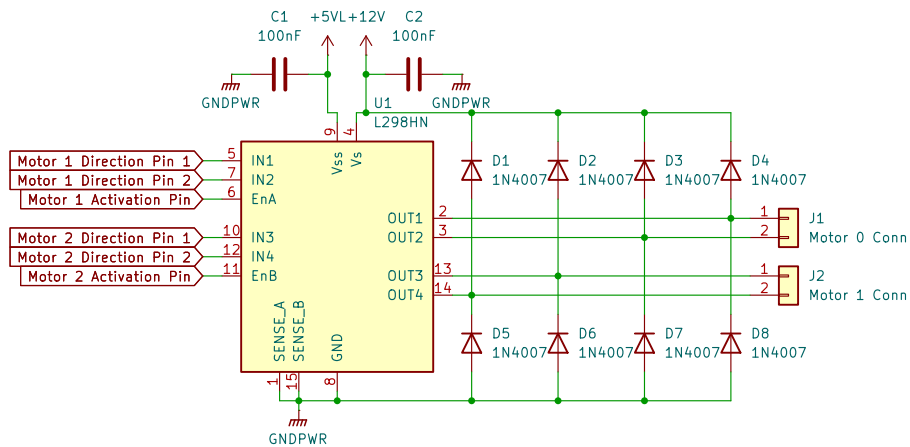 C1
100nF
+5VL
+12V
C2
100nF
GNDPWR
GNDPWR
U1
L298HN
9
4
Vss
Vs
Motor 1 Direction Pin 1
5
IN1
Motor 1 Direction Pin 2
7
IN2
Motor 1 Activation Pin
6
EnA
Motor 2 Direction Pin 1
10
IN3
Motor 2 Direction Pin 2
12
IN4
Motor 2 Activation Pin
11
EnB
OUT1
2
OUT2
3
OUT3
13
OUT4
14
SENSE_A
SENSE_B
GND
1
15
8
GNDPWR
D1
1N4007
D2
1N4007
D3
1N4007
D4
1N4007
1
2
J1
Motor 0 Conn
1
2
J2
Motor 1 Conn
D5
1N4007
D6
1N4007
D7
1N4007
D8
1N4007